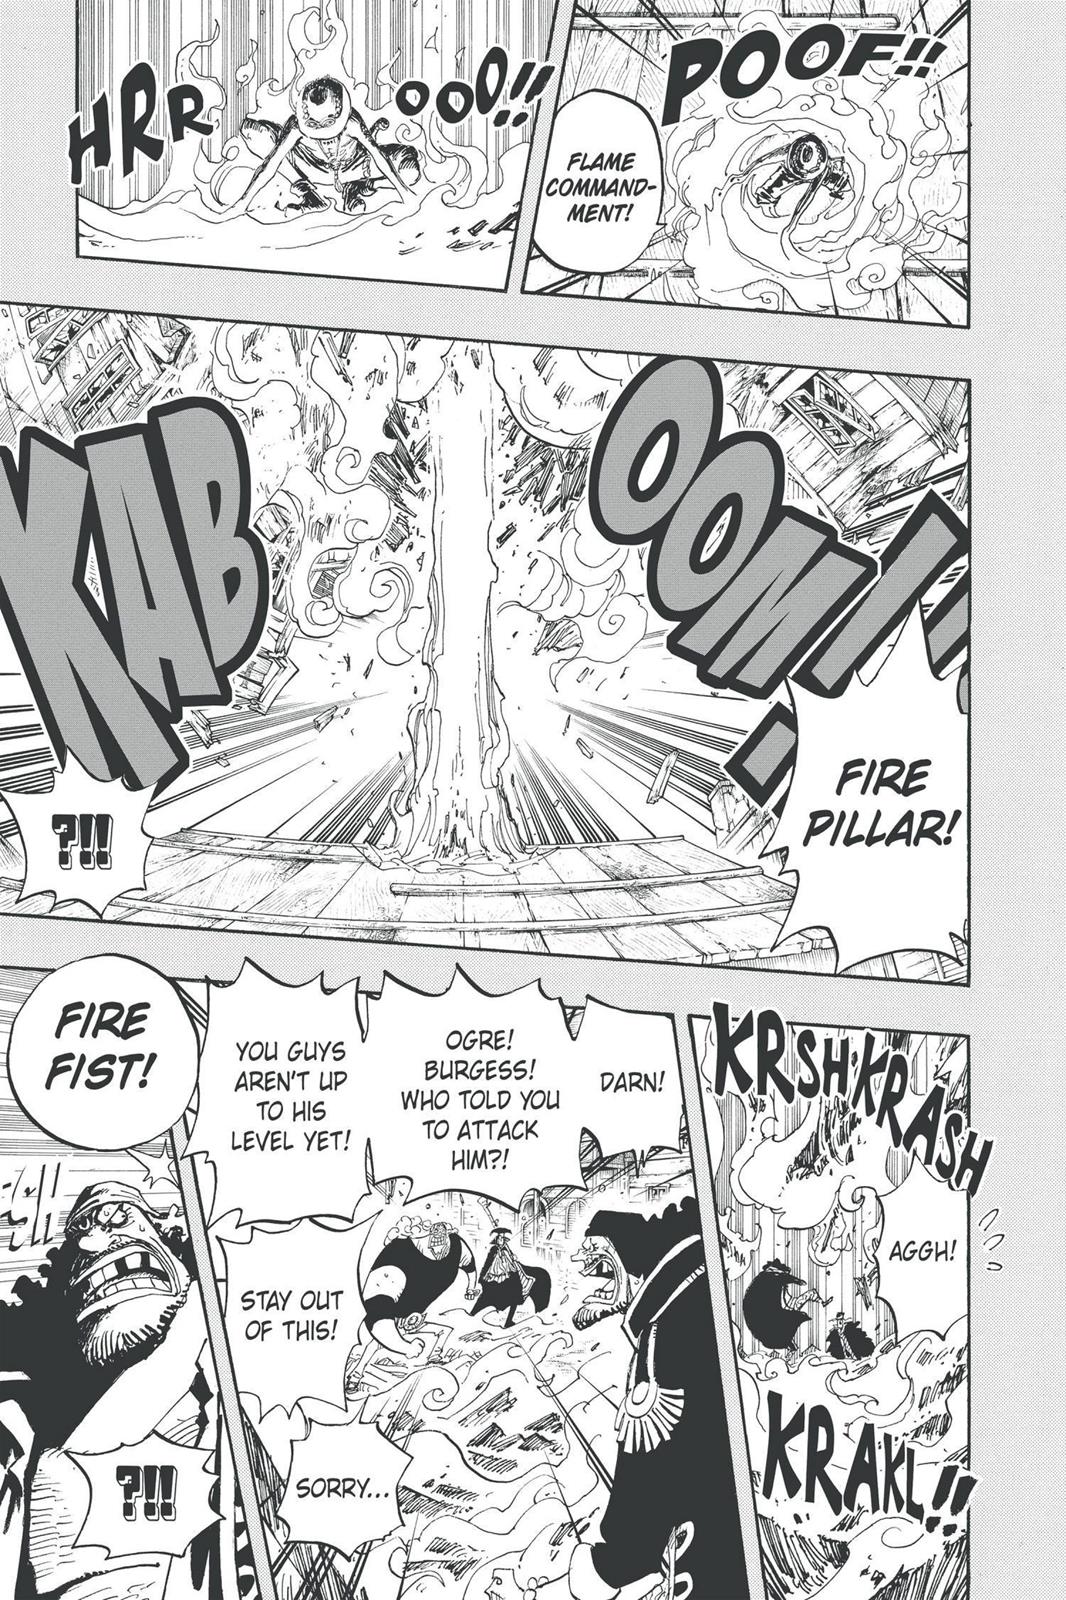 POOF!!
FLAME
COMMAND-
MENT!
HRR
OOO!!
OOM!!
FIRE
PILLAR!
KAB
?!!
KRSH
KRASH
AGGH!
KRAKL!!
DARN!
OGRE!
BURGESS!
WHO TOLD YOU
TO ATTACK
HIM?!
YOU GUYS
AREN'T UP
TO HIS
LEVEL YET!
STAY OUT
OF THIS!
SORRY...
FIRE
FIST!
?!!